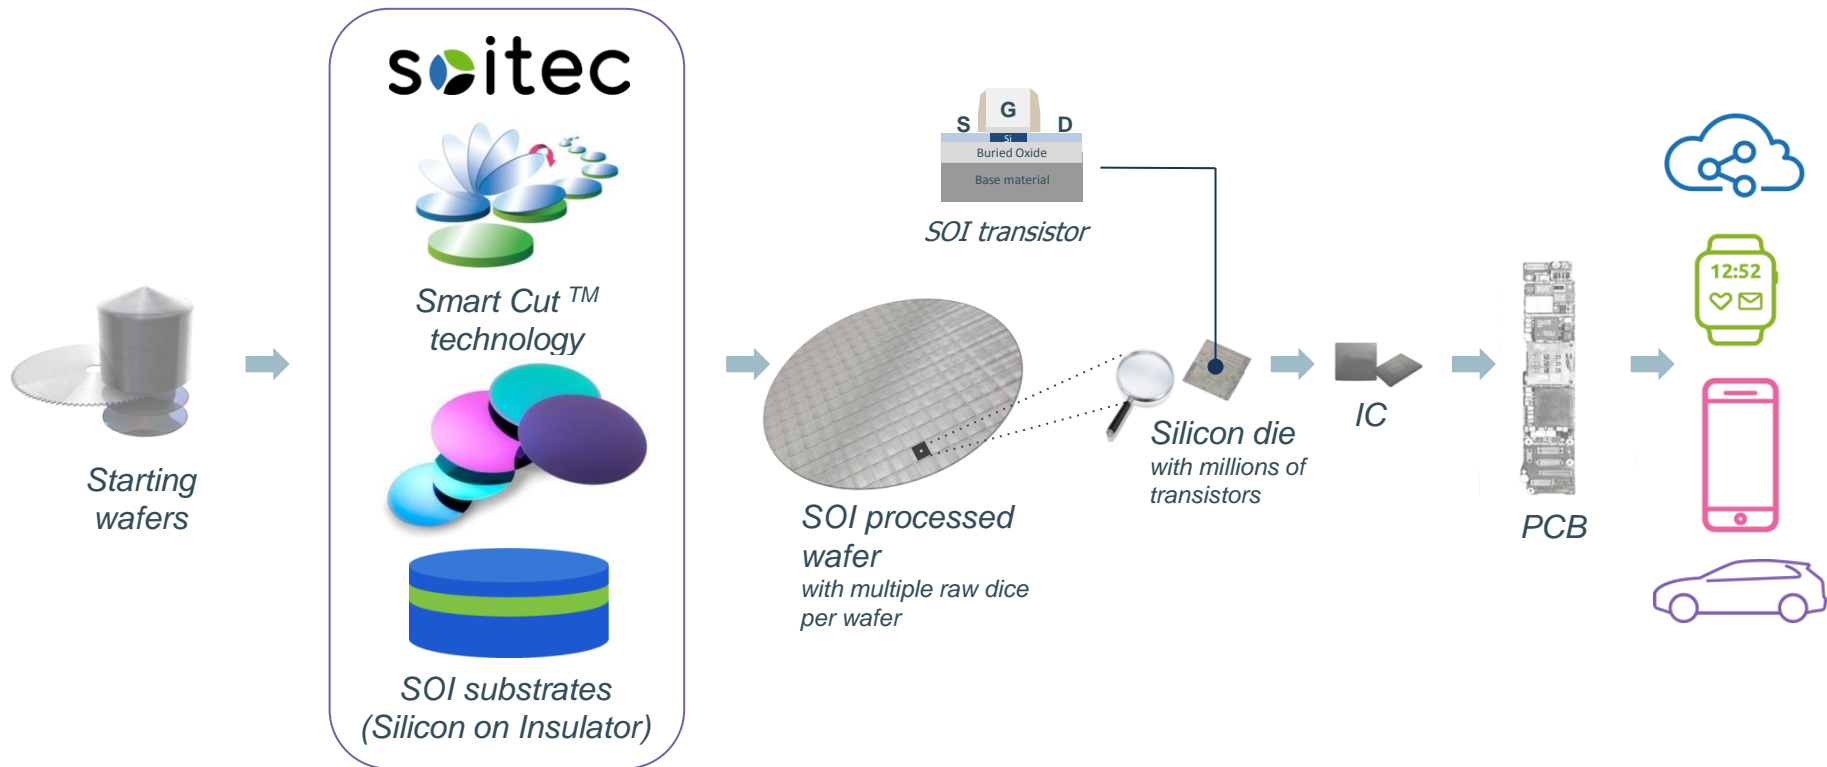 soitec
Smart Cut TM
technology
SOI substrates
(Silicon on Insulator)
Starting
wafers
S G D
Si
Buried Oxide
Base material
SOI transistor
SOI processed
wafer
with multiple raw dice
per wafer
Silicon die
with millions of
transistors
IC
PCB
12:52